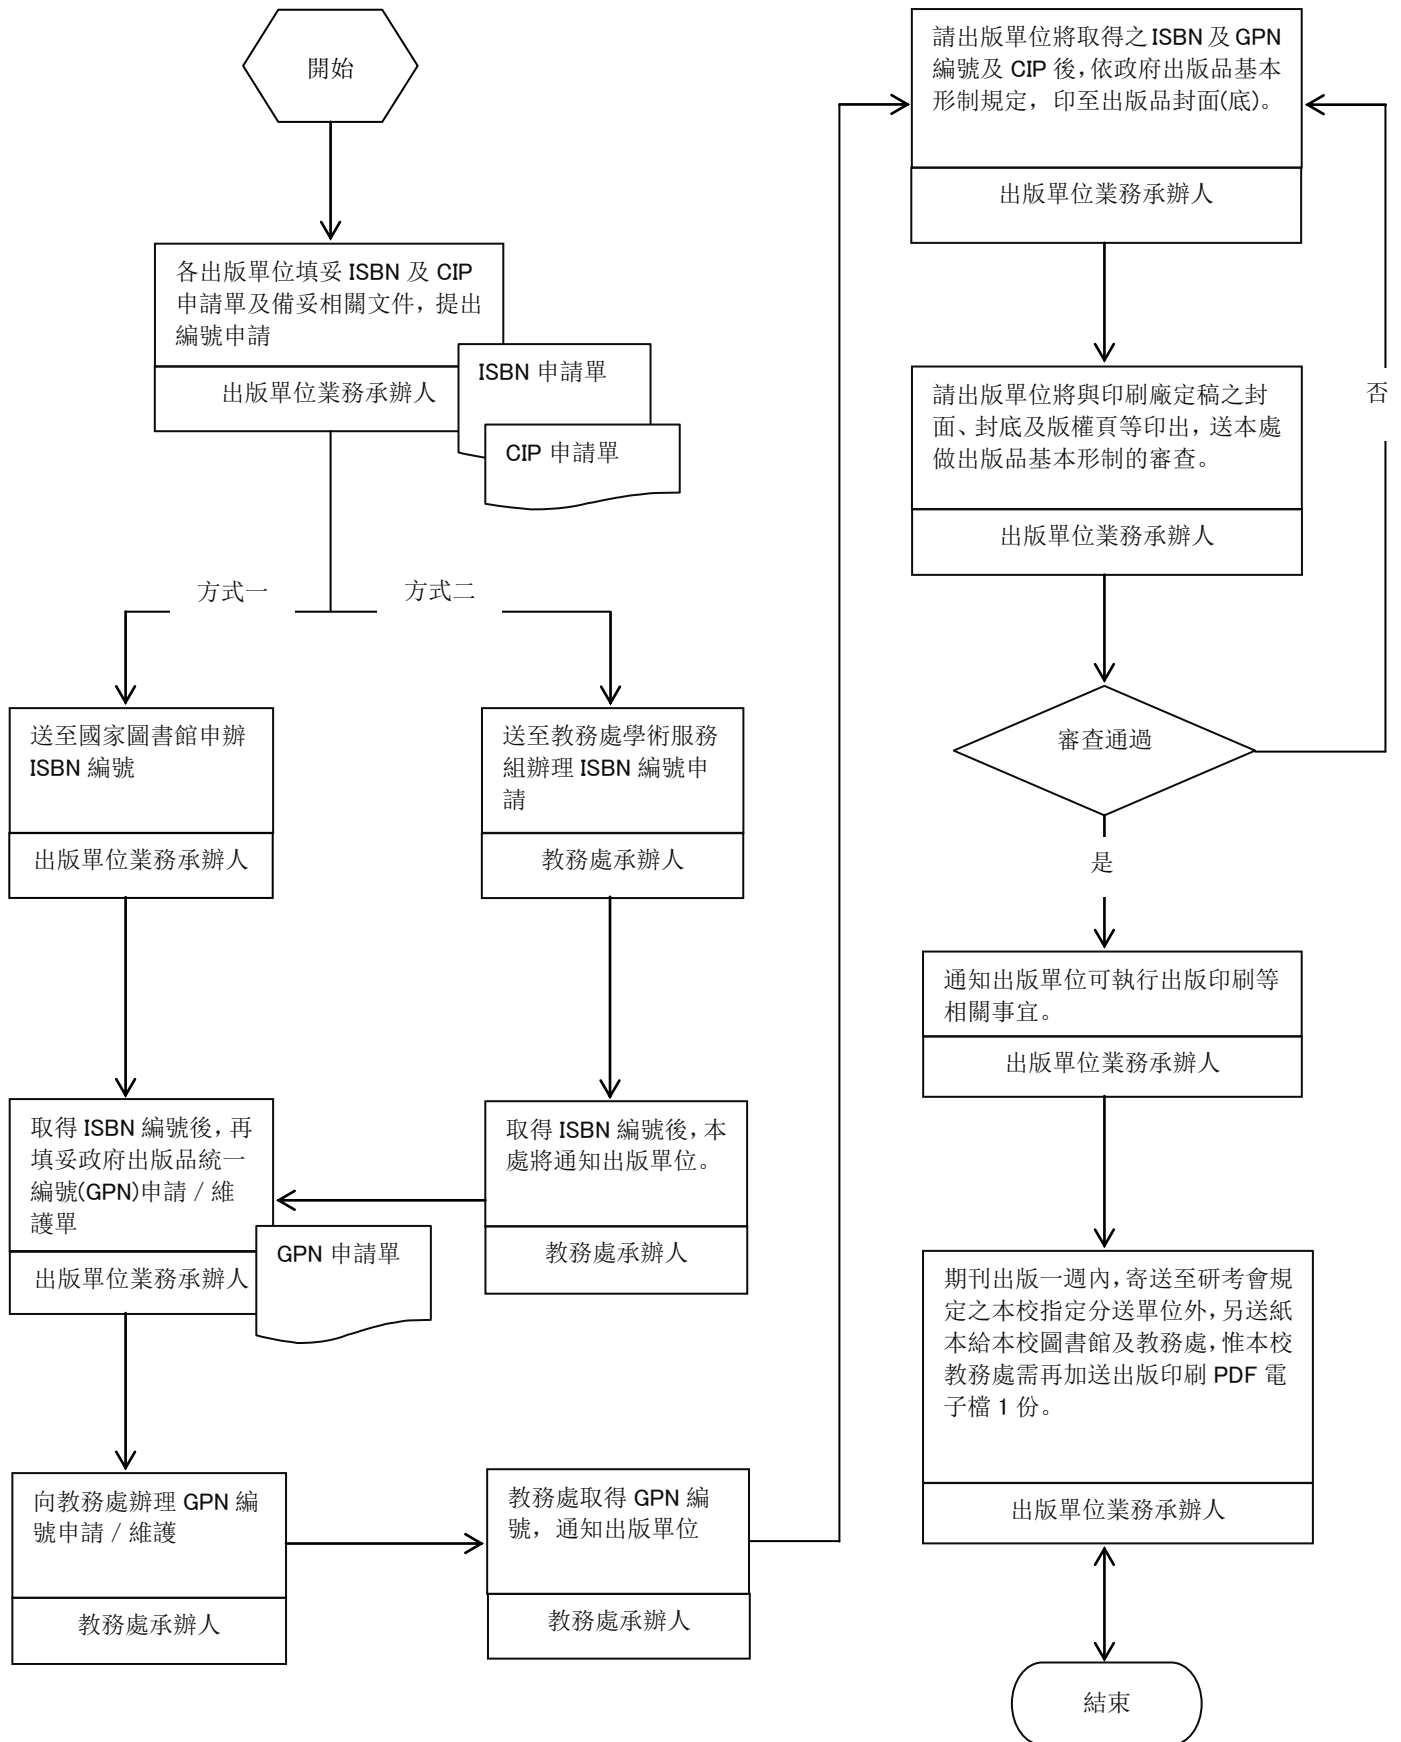 開始
各出版單位填妥 ISBN 及 CIP
申請單及備妥相關文件，提出
編號申請
出版單位業務承辦人
ISBN 申請單
CIP 申請單
方式一
方式二
送至國家圖書館申辦
ISBN 編號
出版單位業務承辦人
送至教務處學術服務
組辦理 ISBN 編號申
請
教務處承辦人
取得 ISBN 編號後，再
填妥政府出版品統一
編號(GPN)申請／維
護單
出版單位業務承辦人
GPN 申請單
取得 ISBN 編號後，本
處將通知出版單位。
教務處承辦人
向教務處辦理 GPN 編
號申請／維護
教務處承辦人
教務處取得 GPN 編
號，通知出版單位
教務處承辦人
請出版單位將取得之 ISBN 及 GPN
編號及 CIP 後，依政府出版品基本
形制規定，印至出版品封面(底)。
出版單位業務承辦人
請出版單位將與印刷廠定稿之封
面、封底及版權頁等印出，送本處
做出版品基本形制的審查。
出版單位業務承辦人
否
審查通過
是
通知出版單位可執行出版印刷等
相關事宜。
出版單位業務承辦人
期刊出版一週內，寄送至研考會規
定之本校指定分送單位外，另送紙
本給本校圖書館及教務處，惟本校
教務處需再加送出版印刷 PDF 電
子檔 1 份。
出版單位業務承辦人
結束